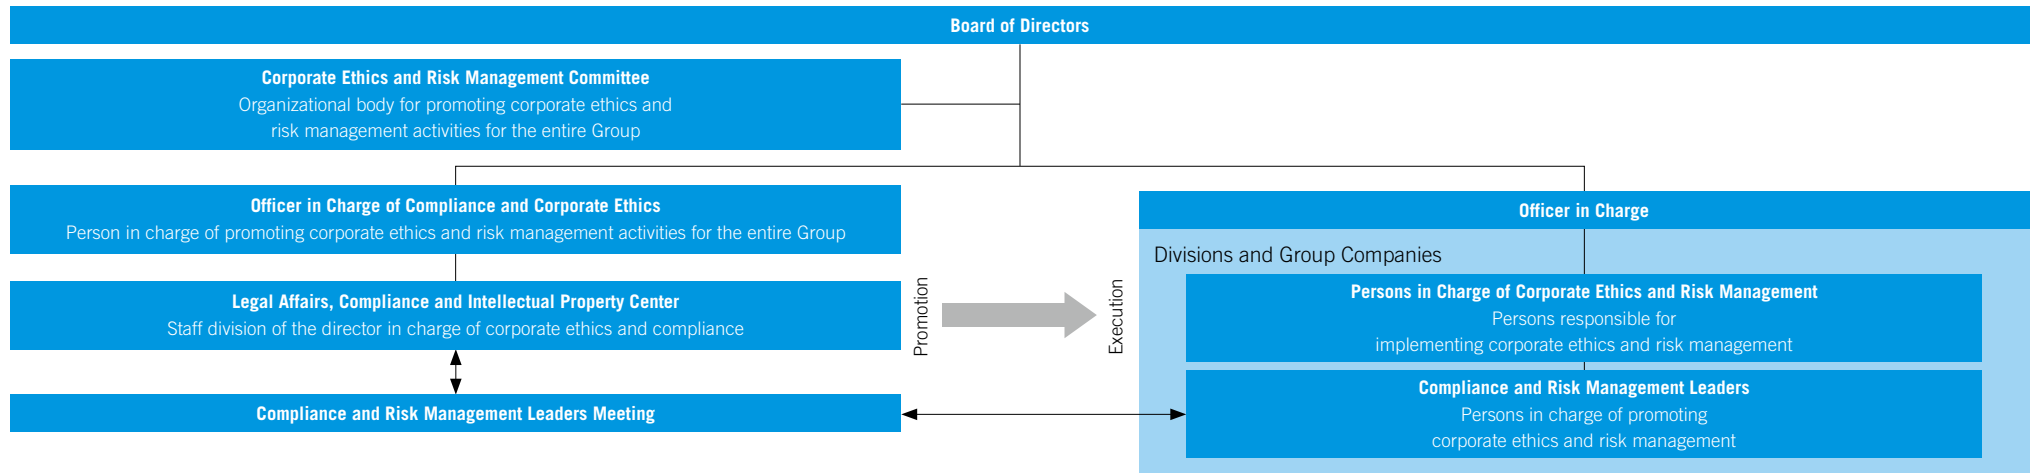 Board of Directors
Corporate Ethics and Risk Management Committee
Organizational body for promoting corporate ethics and
risk management activities for the entire Group
Officer in Charge of Compliance and Corporate Ethics
Person in charge of promoting corporate ethics and risk management activities for the entire Group
Legal Affairs, Compliance and Intellectual Property Center
Staff division of the director in charge of corporate ethics and compliance
Compliance and Risk Management Leaders Meeting
Promotion
Execution
Officer in Charge
Divisions and Group Companies
Persons in Charge of Corporate Ethics and Risk Management
Persons responsible for
implementing corporate ethics and risk management
Compliance and Risk Management Leaders
Persons in charge of promoting
corporate ethics and risk management